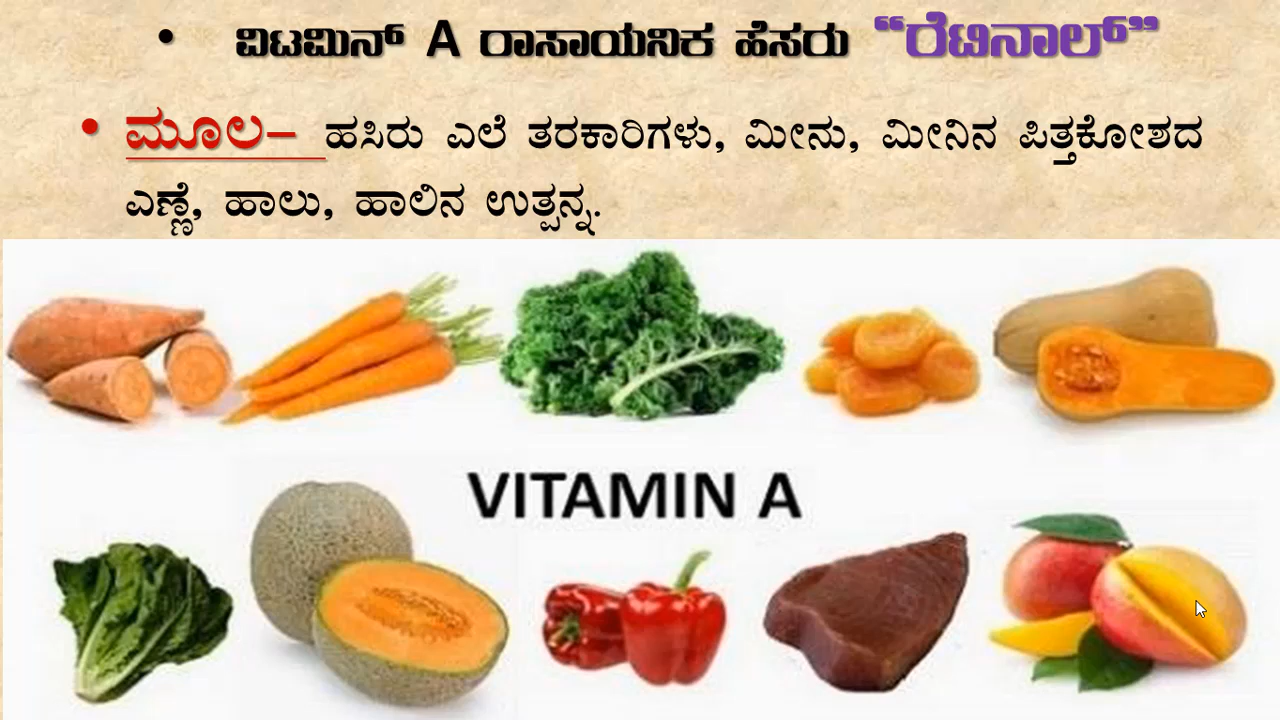 • ವಿಟಮಿನ್ A ರಾಸಾಯನಿಕ ಹೆಸರು “ರೆಟಿನಾಲ್”
• ಮೂಲ– ಹಸಿರು ಎಲೆ ತರಕಾರಿಗಳು, ಮೀನು, ಮೀನಿನ ಪಿತ್ತಕೋಶದ
ಎಣ್ಣೆ, ಹಾಲು, ಹಾಲಿನ ಉತ್ಪನ್ನ.
VITAMIN A